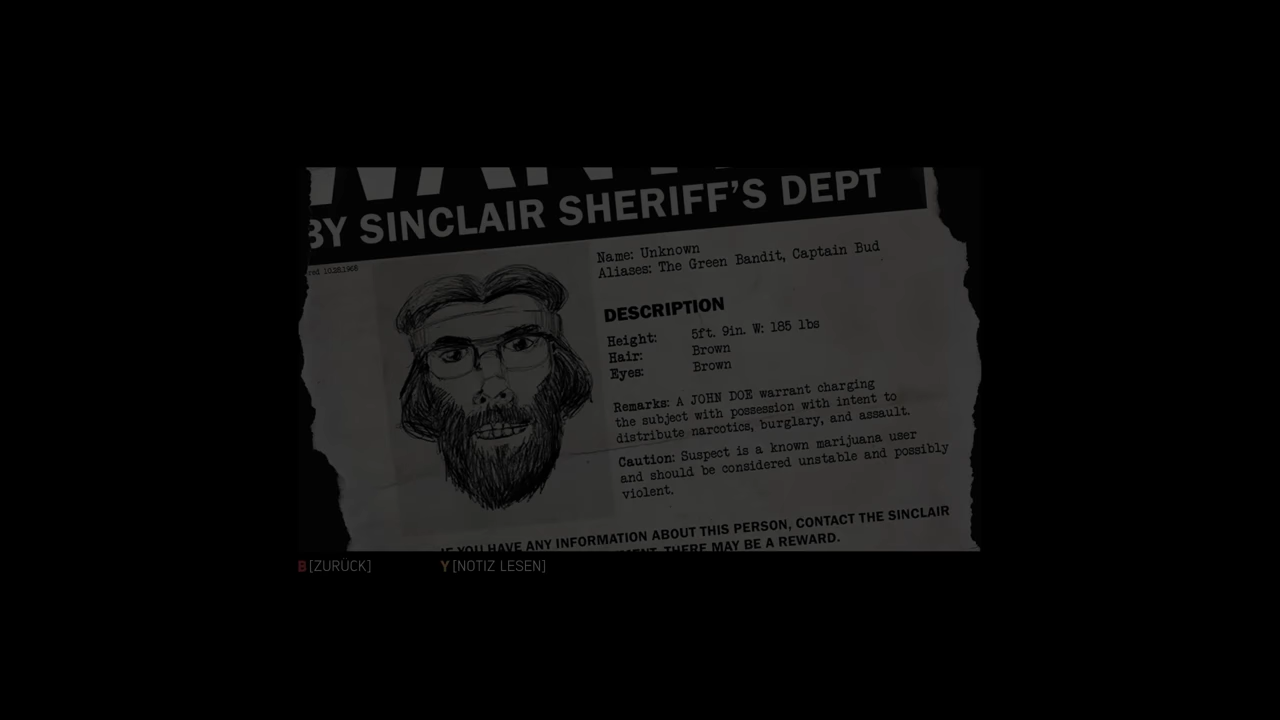 BY SINCLAIR SHERIFF'S DEPT
Name: Unknown
Aliases: The Green Bandit, Captain Bud
DESCRIPTION
Height: 5ft. 9in. W: 185 lbs
Hair: Brown
Eyes: Brown
Remarks: A JOHN DOE warrant charging
the subject with possession with intent to
distribute narcotics, burglary, and assault.
Caution: Suspect is a known marijuana user
and should be considered unstable and possibly
violent.
IF YOU HAVE ANY INFORMATION ABOUT THIS PERSON, CONTACT THE SINCLAIR
THERE MAY BE A REWARD.
B [ZURÜCK]
Y [NOTIZ LESEN]